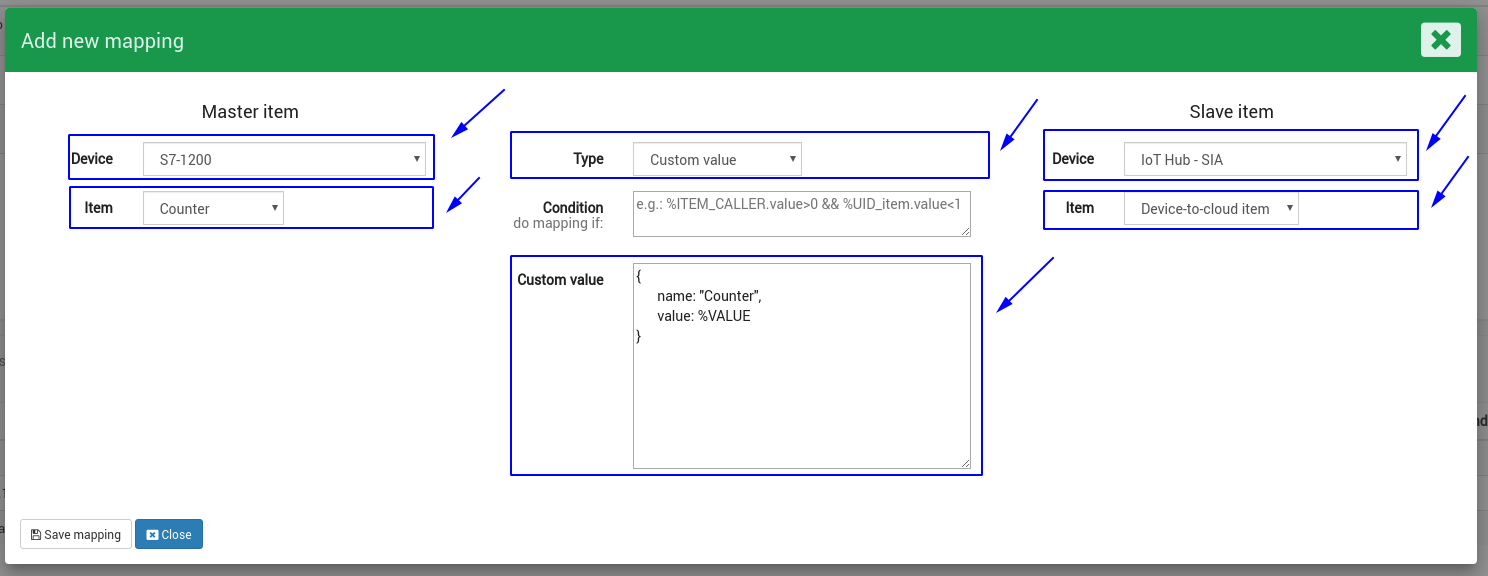 Add new mapping
Master item
Device S7-1200
Item Counter
Type Custom value
Condition
do mapping if:
e.g.: %ITEM_CALLER.value>0 && %UID_item.value<1
Custom value
{
name: "Counter",
value: %VALUE
}
Slave item
Device IoT Hub - SIA
Item Device-to-cloud item
Save mapping
Close